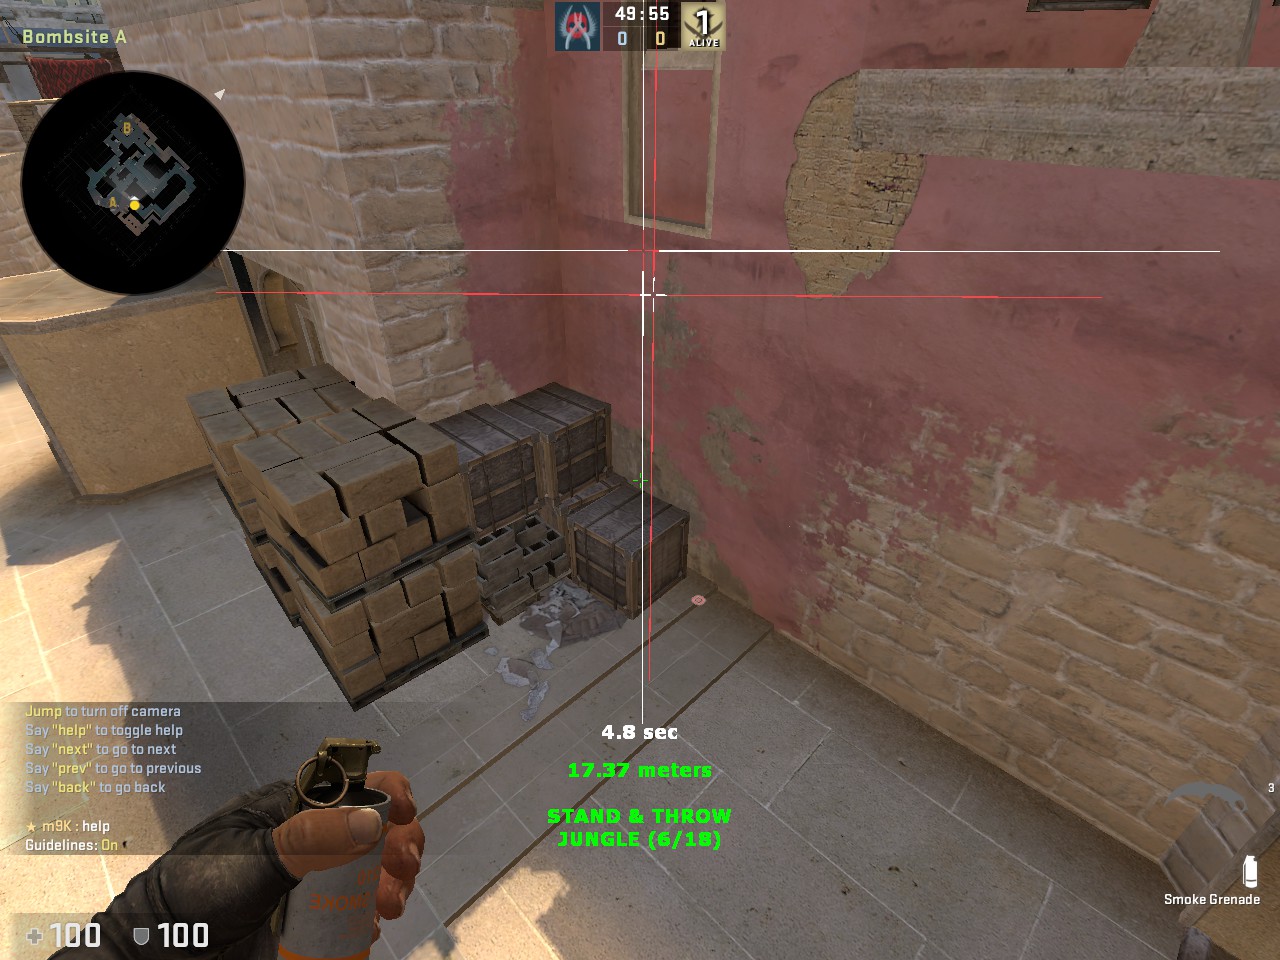 Bombsite A
49:55
0 0
1
ALIVE
B
A
4.8 sec
17.37 meters
STAND & THROW
JUNGLE (6/18)
Jump to turn off camera
Say "help" to toggle help
Say "next" to go to next
Say "prev" to go to previous
Say "back" to go back
★ m9K : help
Guidelines: On
3
Smoke Grenade
100 100